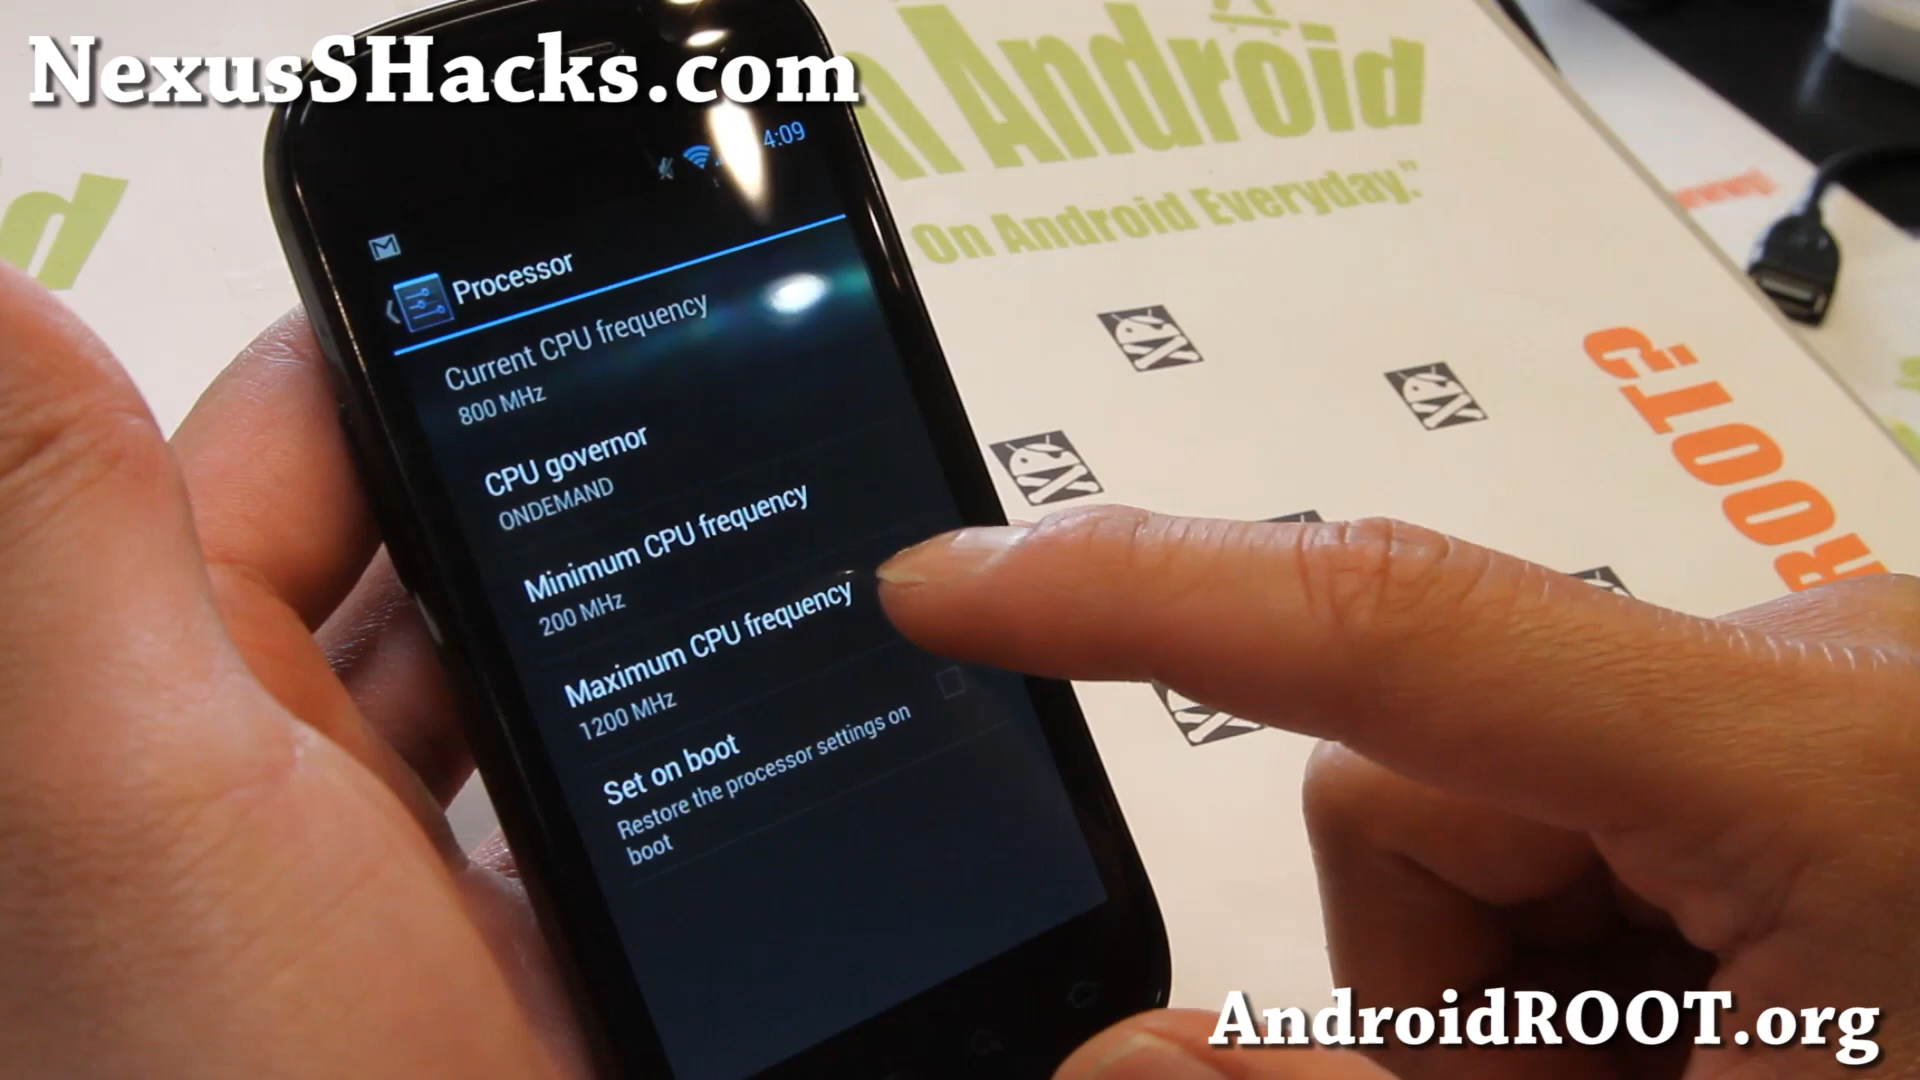 NexusSHacks.com
4:09
Processor
Current CPU frequency
800 MHz
CPU governor
ONDEMAND
Minimum CPU frequency
200 MHz
Maximum CPU frequency
1200 MHz
Set on boot
Restore the processor settings on
boot
Android
On Android Everyday."
ROOT?
AndroidROOT.org